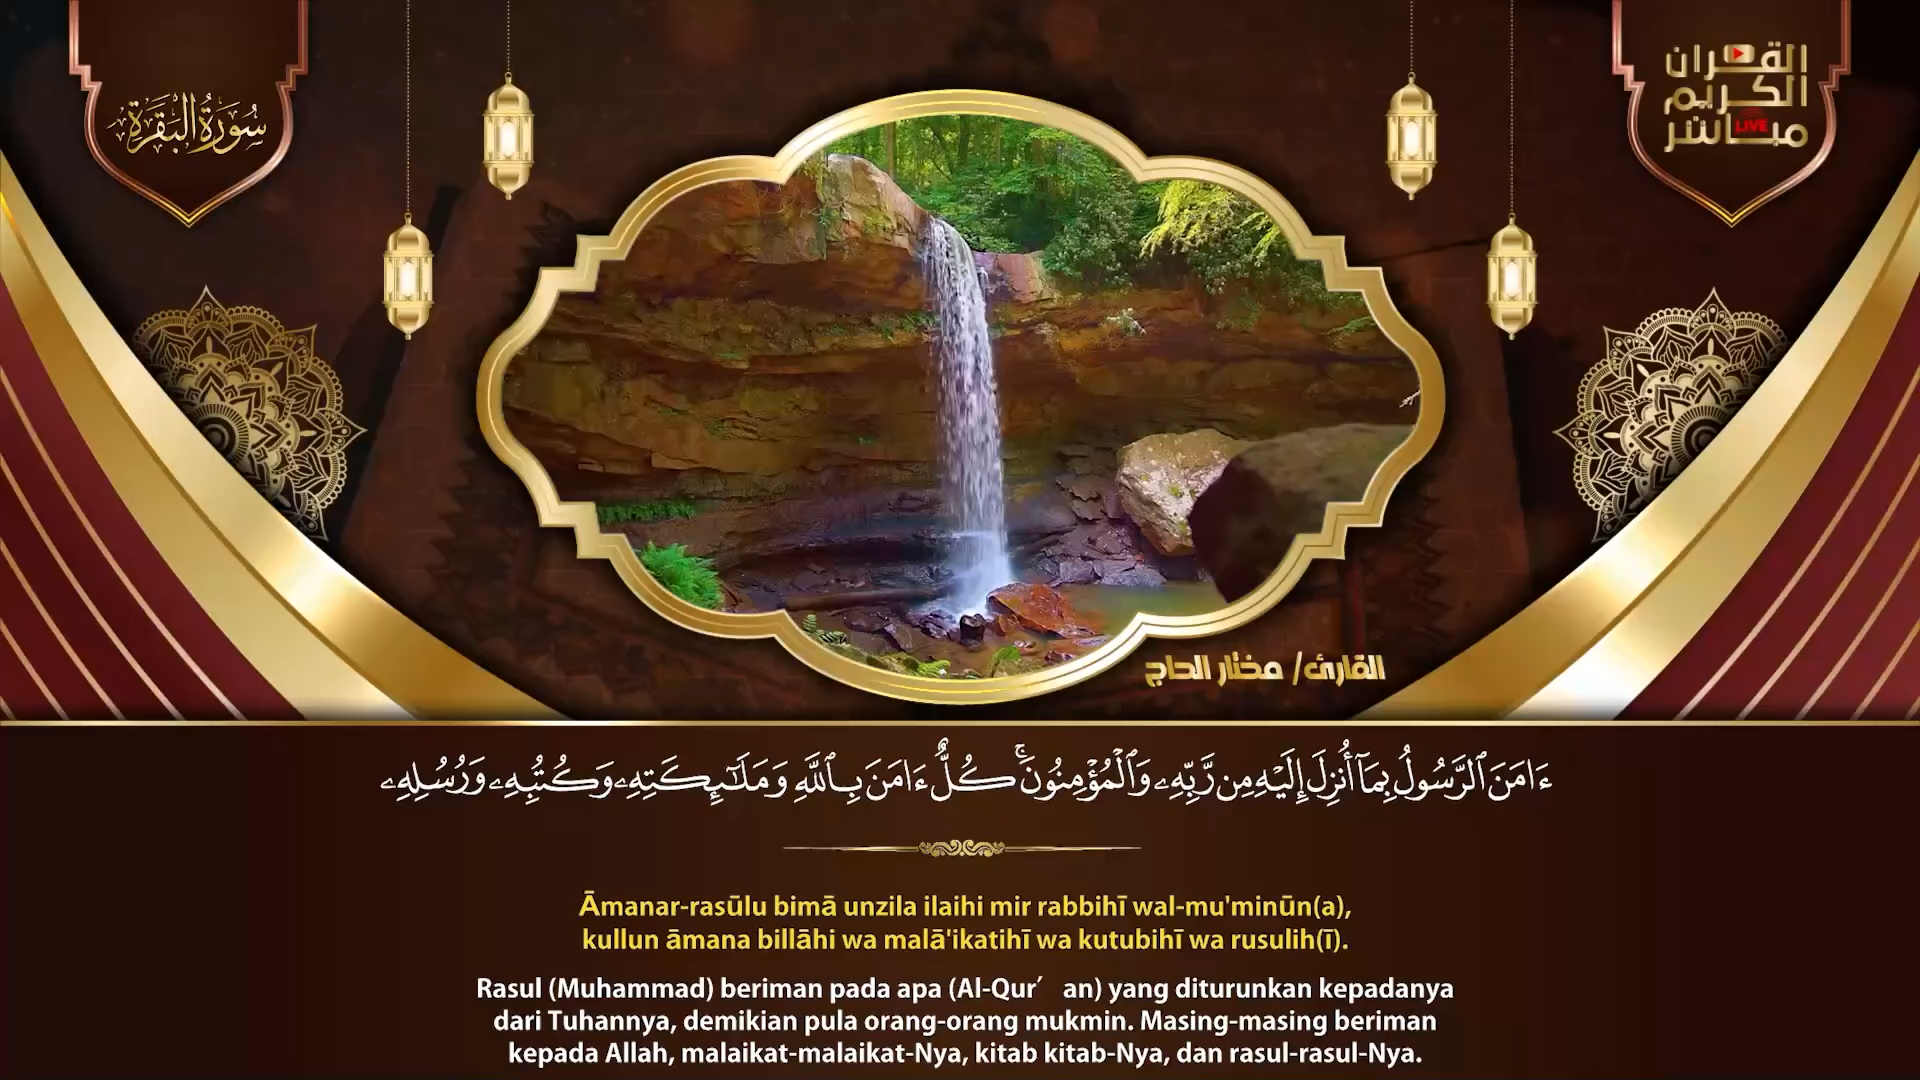 سُورَةُ البَقَرَةِ
القرآن
الكريم
مباشر
LIVE
القارئ/ مختار الحاج
ءَامَنَ ٱلرَّسُولُ بِمَآ أُنزِلَ إِلَيْهِ مِن رَّبِّهِۦ وَٱلْمُؤْمِنُونَۚ كُلٌّ ءَامَنَ بِٱللَّهِ وَمَلَٰٓئِكَتِهِۦ وَكُتُبِهِۦ وَرُسُلِهِۦ
Āmanar-rasūlu bimā unzila ilaihi mir rabbihī wal-mu'minūn(a),
kullun āmana billāhi wa malā'ikatihī wa kutubihī wa rusulih(ī).
Rasul (Muhammad) beriman pada apa (Al-Qur′an) yang diturunkan kepadanya
dari Tuhannya, demikian pula orang-orang mukmin. Masing-masing beriman
kepada Allah, malaikat-malaikat-Nya, kitab kitab-Nya, dan rasul-rasul-Nya.